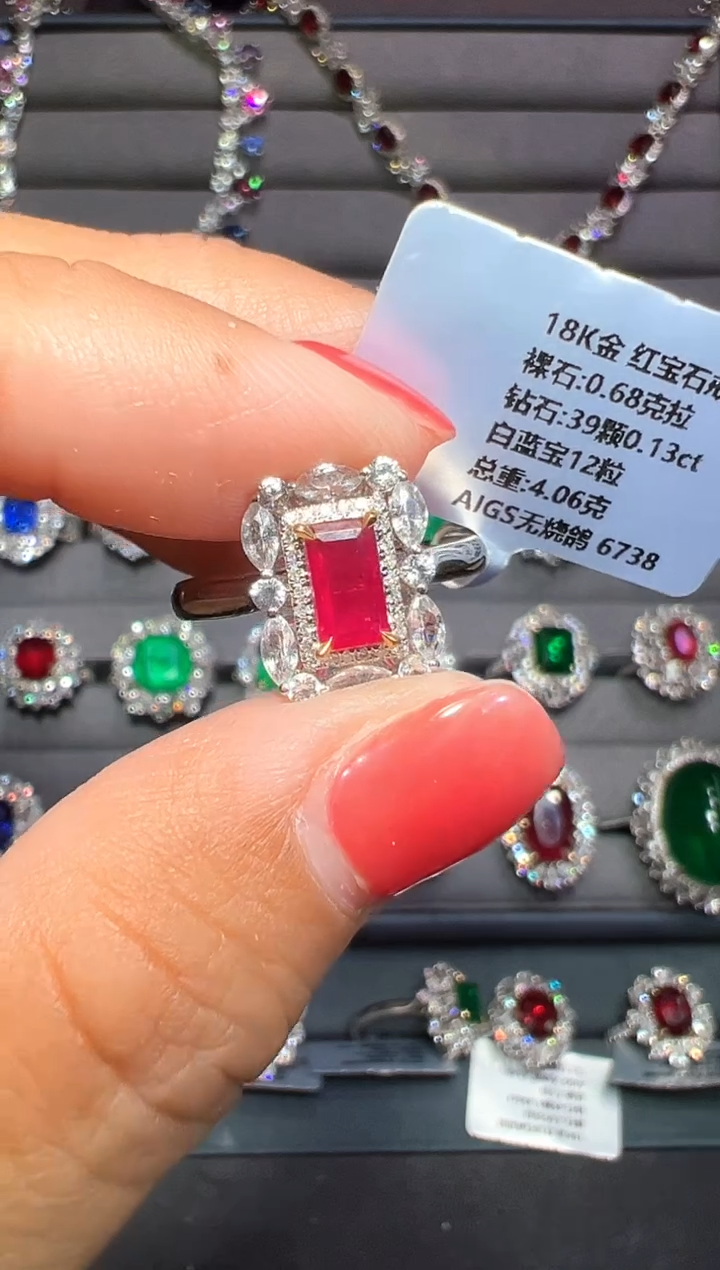 18K金 红宝石
裸石:0.68克拉
钻石:39颗0.13ct
白蓝宝12粒
总重:4.06克
AIGS无烧鸽 6738